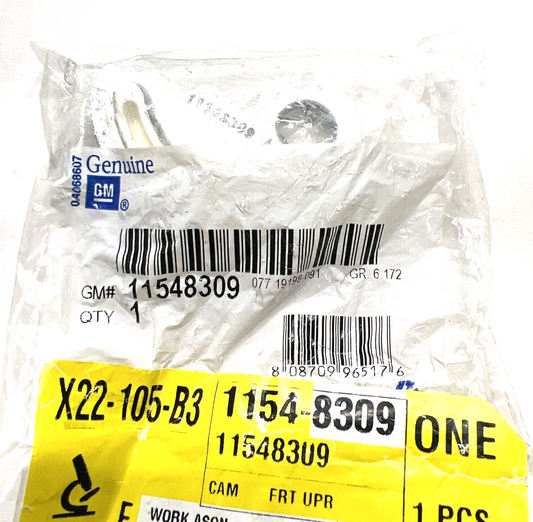 Genuine
04068607
GM
®
077 19198-091
GR. 6.172
GM# 11548309
QTY 1
8 08709 96517 6
X22-105-B3
1154-8309
11548309
ONE
CAM FRT UPR
1 PCS
WORK ASGN